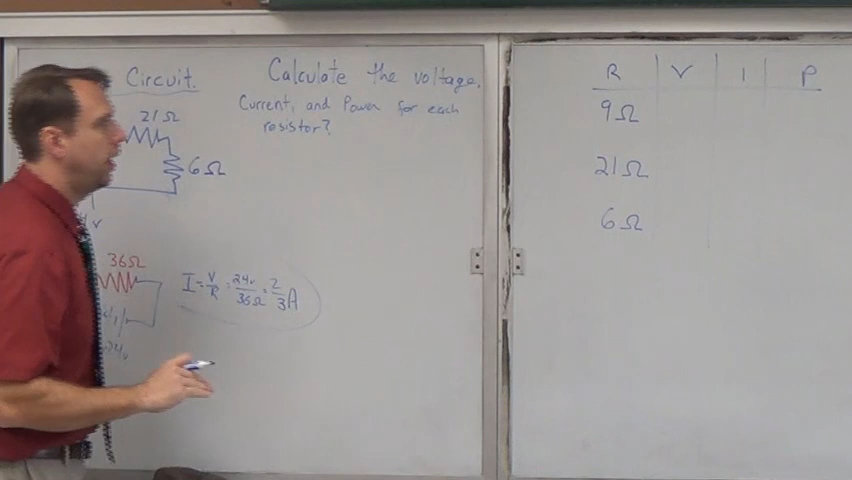 Circuit.
21Ω
6Ω
V
36Ω
24v
Calculate the voltage,
Current, and Power for each
resistor?
I = V/R = 24v/36Ω = 2/3 A
R V I P
9Ω
21Ω
6Ω